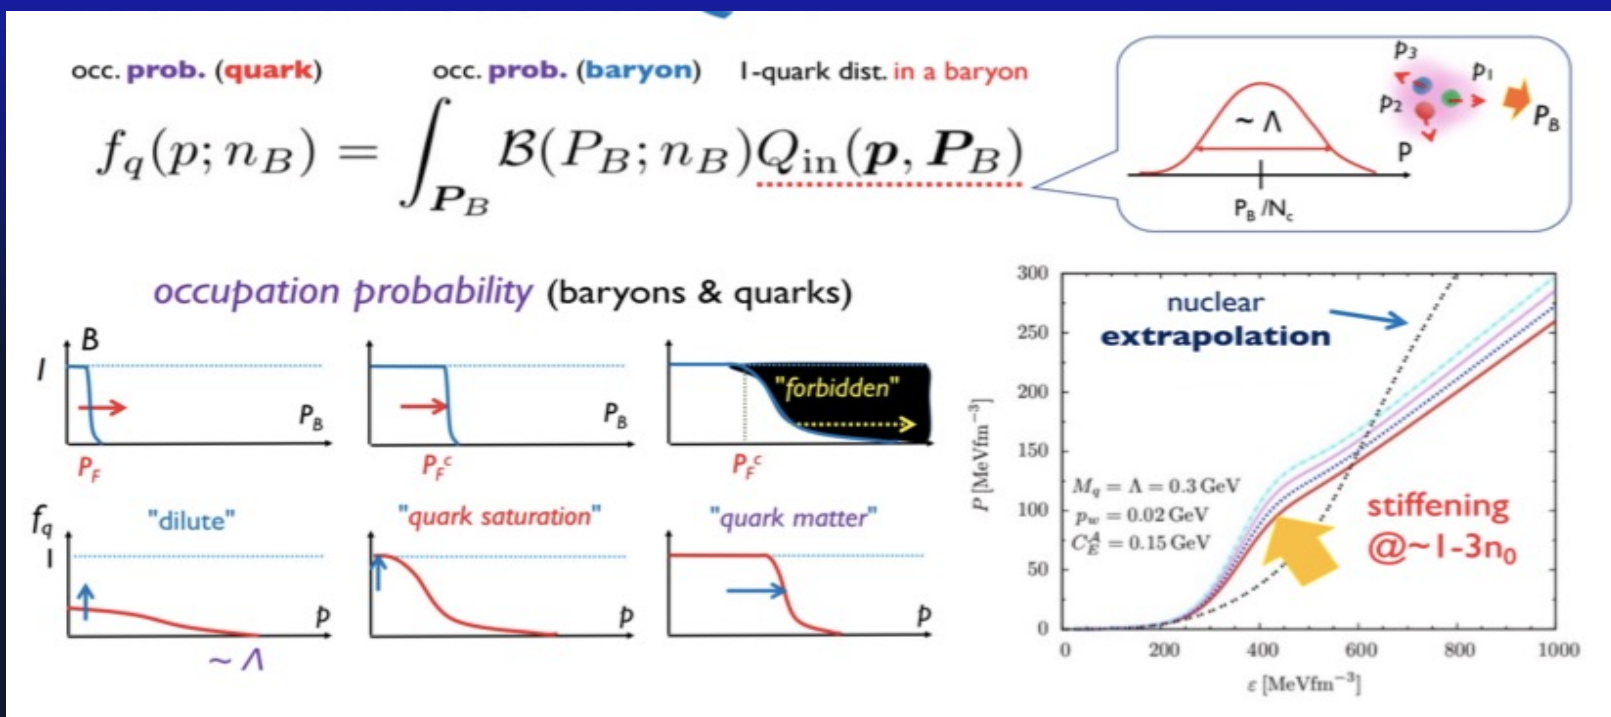 occ. prob. (quark)
occ. prob. (baryon)
1-quark dist. in a baryon
f_q(p; n_B) = ∫_{P_B} B(P_B; n_B)Q_in(p, P_B)
~ Λ
P
P_B/N_c
p3
p1
p2
P_B
occupation probability (baryons & quarks)
B
1
P_B
P_F
P_B
P_F^c
"forbidden"
P_F^c
f_q
1
"dilute"
p
~ Λ
"quark saturation"
p
"quark matter"
p
nuclear
extrapolation
M_q = Λ = 0.3 GeV
p_w = 0.02 GeV
C_E^A = 0.15 GeV
stiffening
@~1-3n₀
P [MeVfm⁻³]
300
250
200
150
100
50
0
0 200 400 600 800 1000
ε [MeVfm⁻³]